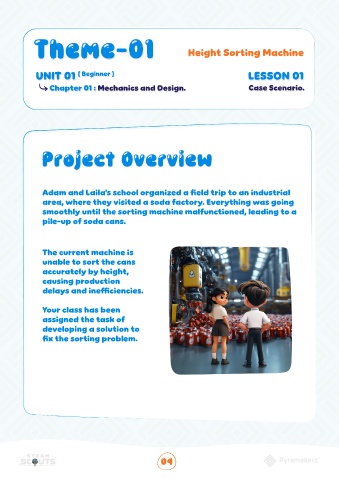 Theme-01
Height Sorting Machine
UNIT 01 [ Beginner ]
LESSON 01
Chapter 01 : Mechanics and Design.
Case Scenario.
Project Overview
Adam and Laila's school organized a field trip to an industrial
area, where they visited a soda factory. Everything was going
smoothly until the sorting machine malfunctioned, leading to a
pile-up of soda cans.
The current machine is
unable to sort the cans
accurately by height,
causing production
delays and inefficiencies.
Your class has been
assigned the task of
developing a solution to
fix the sorting problem.
STEAM
SCOUTS
04
Pyramakerz